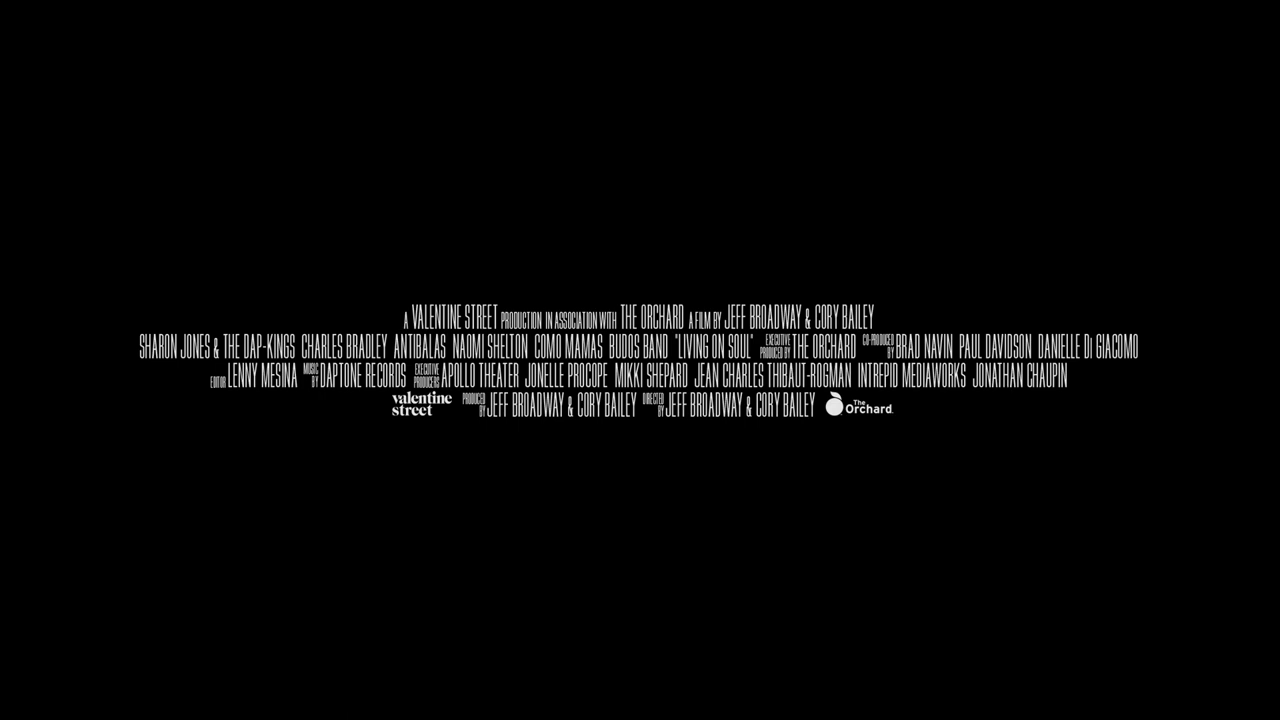 A VALENTINE STREET PRODUCTION IN ASSOCIATION WITH THE ORCHARD A FILM BY JEFF BROADWAY & CORY BAILEY
SHARON JONES & THE DAP-KINGS CHARLES BRADLEY ANTIBALAS NAOMI SHELTON COMO MAMAS BUDOS BAND "LIVING ON SOUL" EXECUTIVE PRODUCED BY THE ORCHARD CO-PRODUCED BY BRAD NAVIN PAUL DAVIDSON DANIELLE DI GIACOMO
EDITOR LENNY MESINA MUSIC BY DAPTONE RECORDS EXECUTIVE PRODUCERS APOLLO THEATER JONELLE PROCOPE MIKKI SHEPARD JEAN CHARLES THIBAUT-ROGMAN INTREPID MEDIAWORKS JONATHAN CHAUPIN
valentine street PRODUCED BY JEFF BROADWAY & CORY BAILEY DIRECTED BY JEFF BROADWAY & CORY BAILEY The Orchard